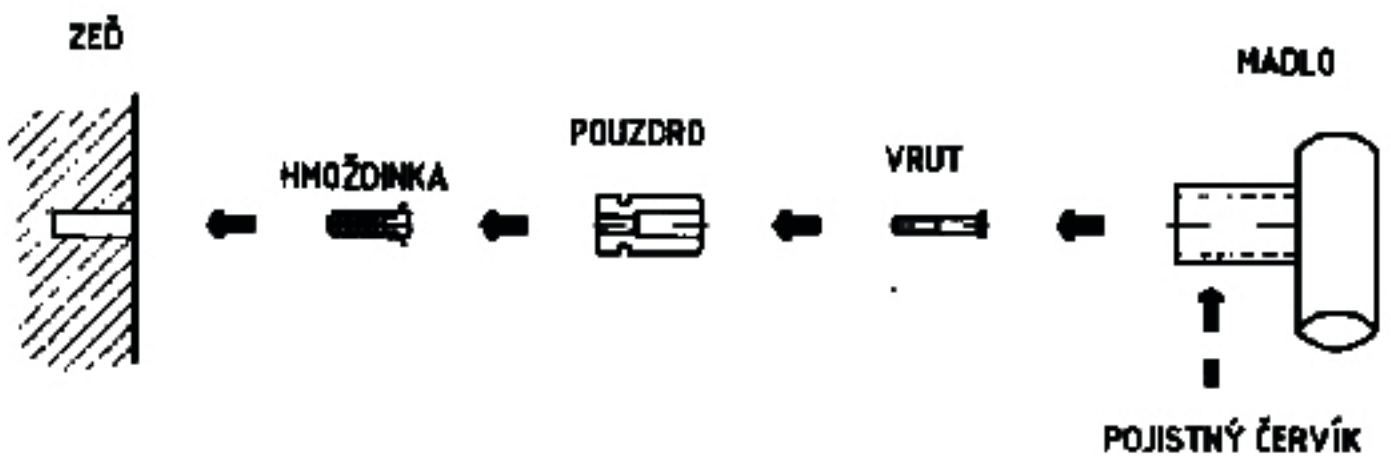 ZEĎ
HMOŽDINKA
POUZDRO
VRUT
MADLO
POJISTNÝ ČERVÍK